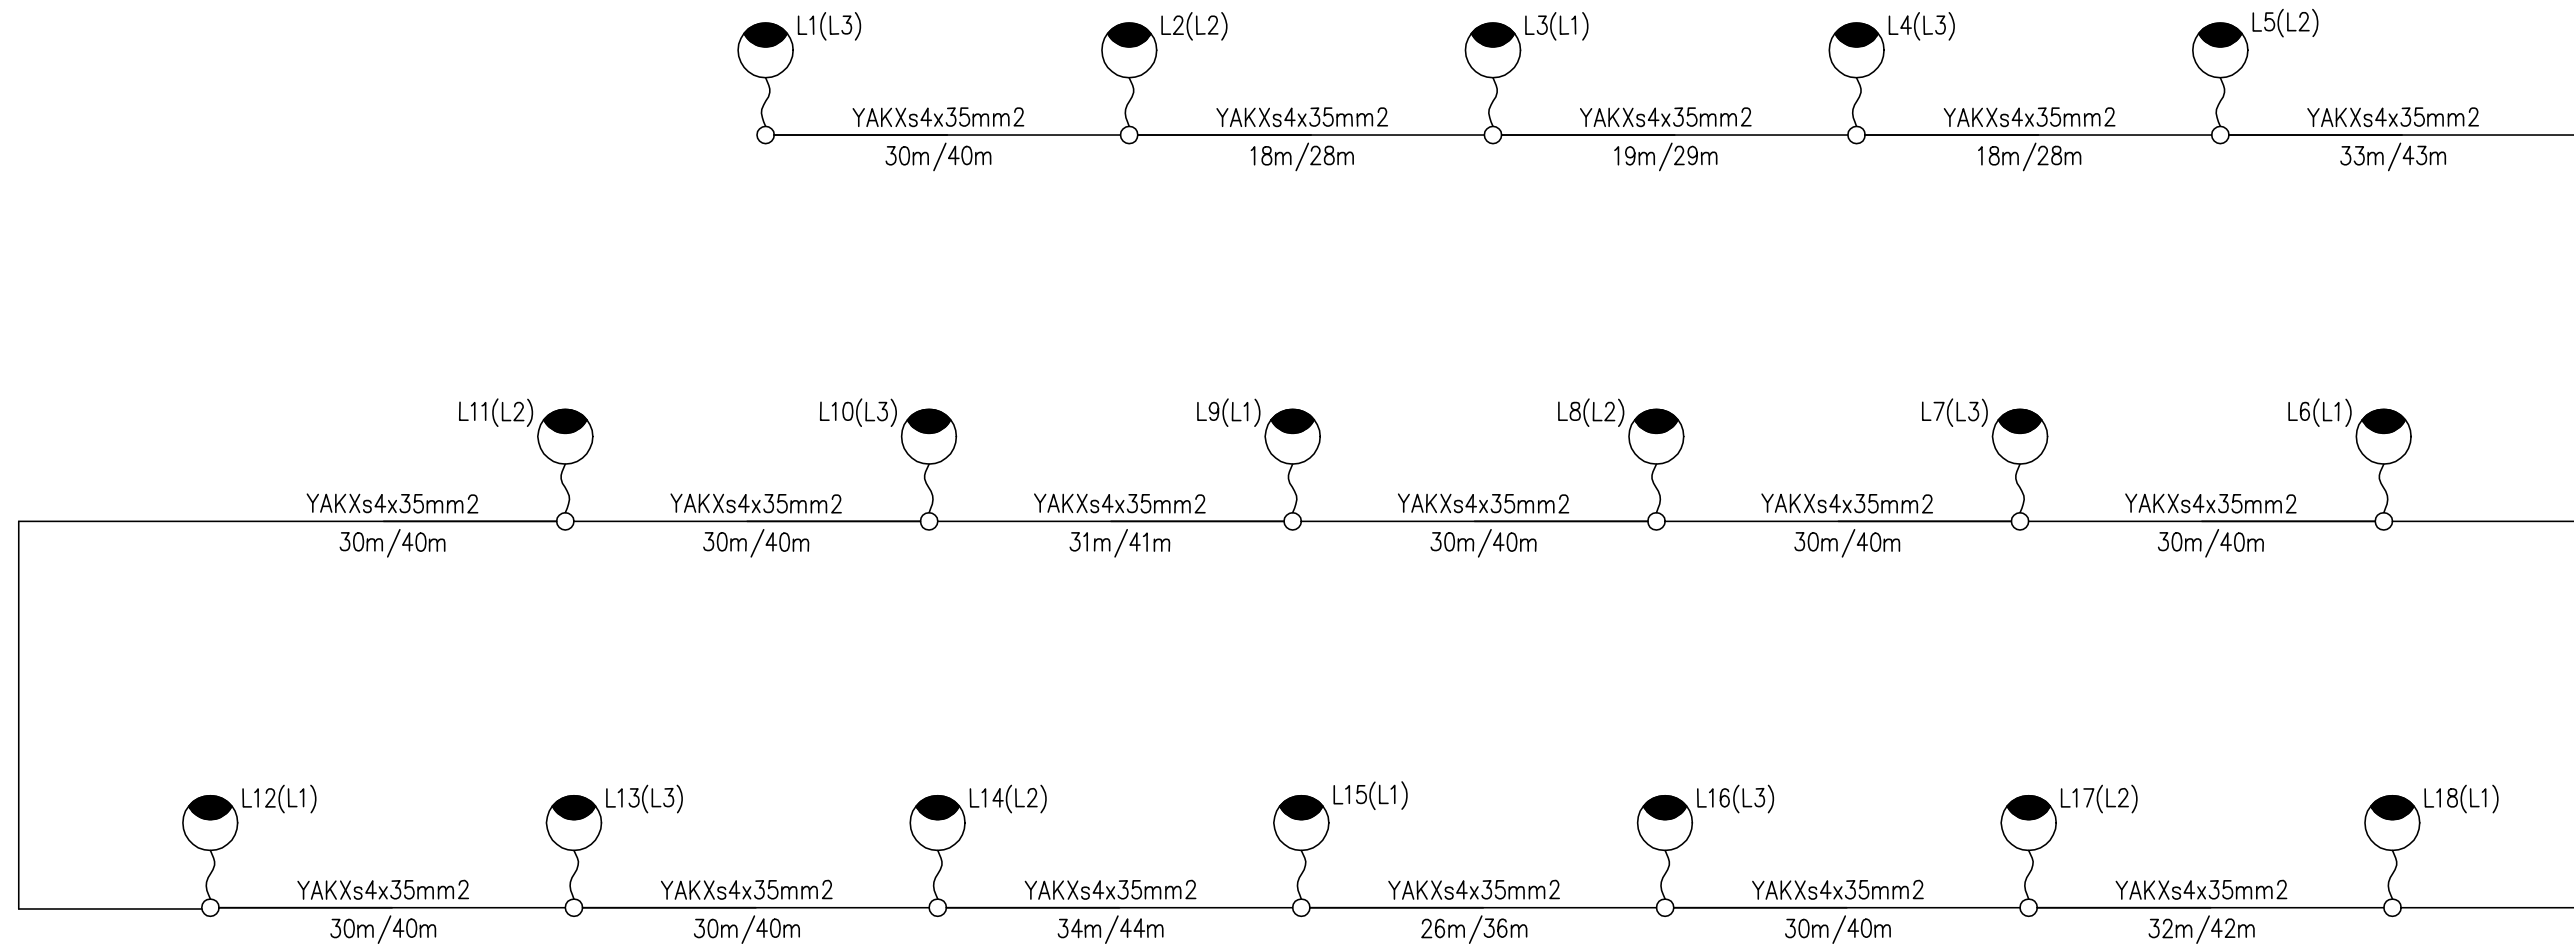 L1(L3) L2(L2) L3(L1) L4(L3) L5(L2)
YAKXs4x35mm2 YAKXs4x35mm2 YAKXs4x35mm2 YAKXs4x35mm2 YAKXs4x35mm2
30m/40m 18m/28m 19m/29m 18m/28m 33m/43m
L11(L2) L10(L3) L9(L1) L8(L2) L7(L3) L6(L1)
YAKXs4x35mm2 YAKXs4x35mm2 YAKXs4x35mm2 YAKXs4x35mm2 YAKXs4x35mm2 YAKXs4x35mm2
30m/40m 30m/40m 31m/41m 30m/40m 30m/40m 30m/40m
L12(L1) L13(L3) L14(L2) L15(L1) L16(L3) L17(L2) L18(L1)
YAKXs4x35mm2 YAKXs4x35mm2 YAKXs4x35mm2 YAKXs4x35mm2 YAKXs4x35mm2 YAKXs4x35mm2
30m/40m 30m/40m 34m/44m 26m/36m 30m/40m 32m/42m